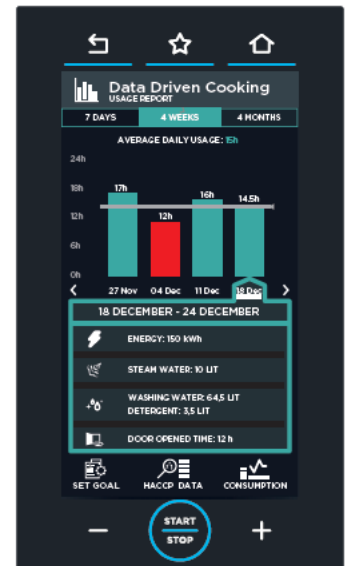 Data Driven Cooking
USAGE REPORT
7 DAYS 4 WEEKS 4 MONTHS
AVERAGE DAILY USAGE: 15h
24h
18h
12h
6h
0h
17h
12h
16h
14.5h
27 Nov 04 Dec 11 Dec 18 Dec
18 DECEMBER - 24 DECEMBER
ENERGY: 150 kWh
STEAM WATER: 10 LIT
WASHING WATER: 64,5 LIT
DETERGENT: 3,5 LIT
DOOR OPENED TIME: 12 h
SET GOAL HACCP DATA CONSUMPTION
START
STOP